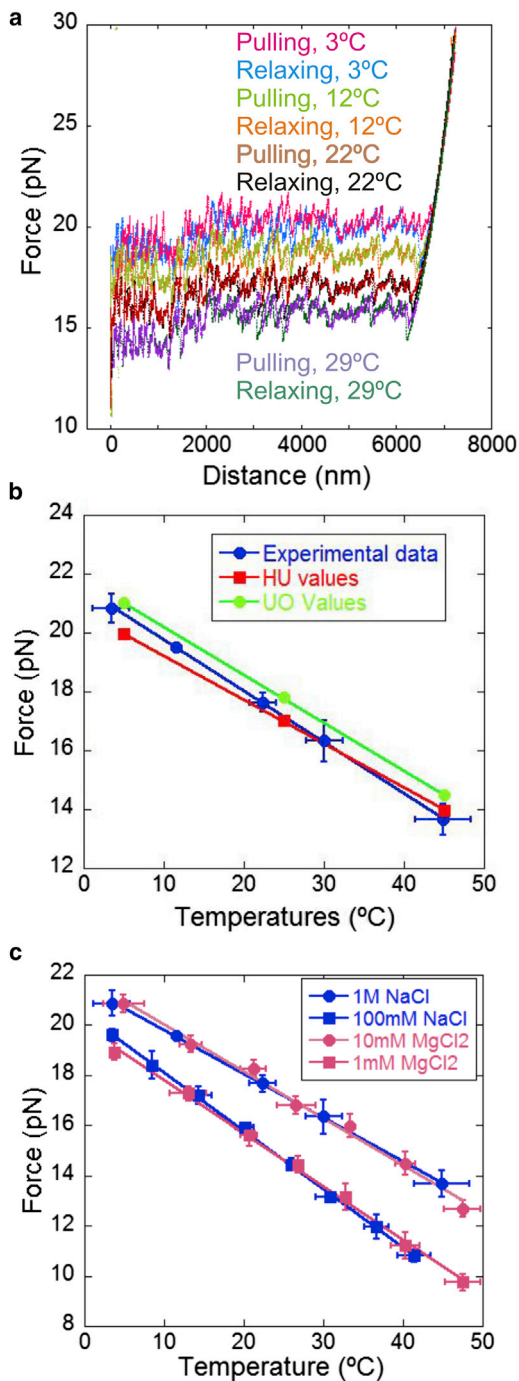 a
30
25
20
15
10
Force (pN)
Pulling, 3ºC
Relaxing, 3ºC
Pulling, 12ºC
Relaxing, 12ºC
Pulling, 22ºC
Relaxing, 22ºC
Pulling, 29ºC
Relaxing, 29ºC
0 2000 4000 6000 8000
Distance (nm)
b
24
22
20
18
16
14
12
Force (pN)
Experimental data
HU values
UO Values
0 10 20 30 40 50
Temperatures (ºC)
c
22
20
18
16
14
12
10
8
Force (pN)
1M NaCl
100mM NaCl
10mM MgCl2
1mM MgCl2
0 10 20 30 40 50
Temperature (ºC)